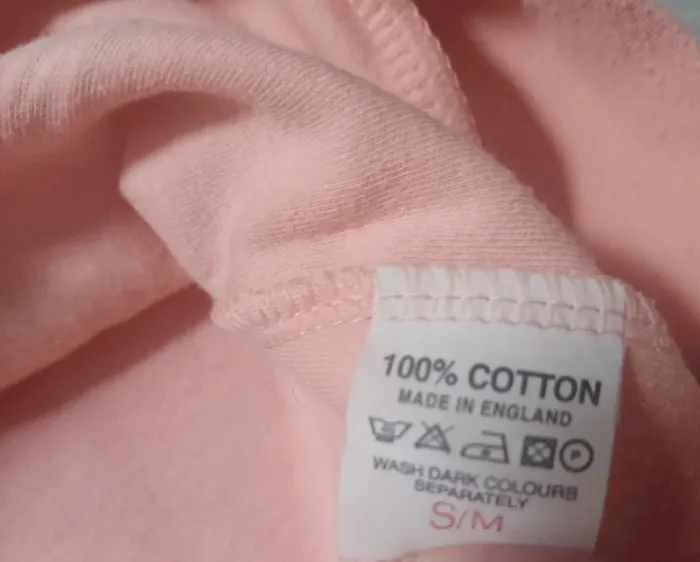 100% COTTON
MADE IN ENGLAND
P
WASH DARK COLOURS
SEPARATELY
S/M